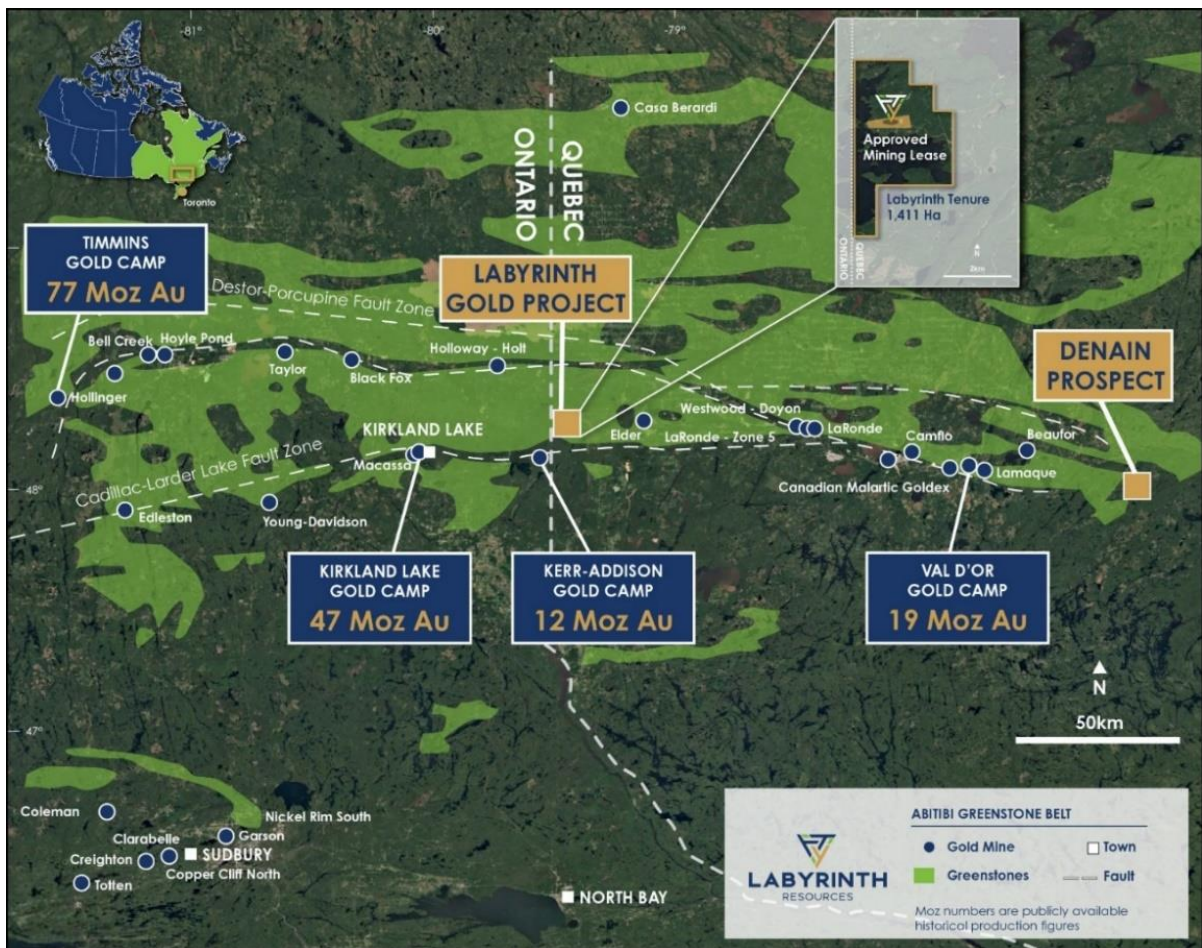 -81°
-80°
-79°
Toronto
Casa Berardi
ONTARIO
QUEBEC
Approved
Mining Lease
Labyrinth Tenure
1,411 Ha
ONTARIO
QUEBEC
N
2km
TIMMINS
GOLD CAMP
77 Moz Au
Destor-Porcupine Fault Zone
LABYRINTH
GOLD PROJECT
DENAIN
PROSPECT
Bell Creek
Hoyle Pond
Hollinger
Taylor
Black Fox
Holloway - Holt
KIRKLAND LAKE
Macassa
Elder
Westwood - Doyon
LaRonde
LaRonde - Zone 5
Camflo
Beaufor
Lamaque
Canadian Malartic Goldex
Cadillac-Larder Lake Fault Zone
48°
Edleston
Young-Davidson
KIRKLAND LAKE
GOLD CAMP
47 Moz Au
KERR-ADDISON
GOLD CAMP
12 Moz Au
VAL D'OR
GOLD CAMP
19 Moz Au
N
50km
47°
Coleman
Nickel Rim South
Clarabelle
Garson
Creighton
SUDBURY
Copper Cliff North
Totten
NORTH BAY
LABYRINTH
RESOURCES
ABITIBI GREENSTONE BELT
Gold Mine
Town
Greenstones
Fault
Moz numbers are publicly available
historical production figures